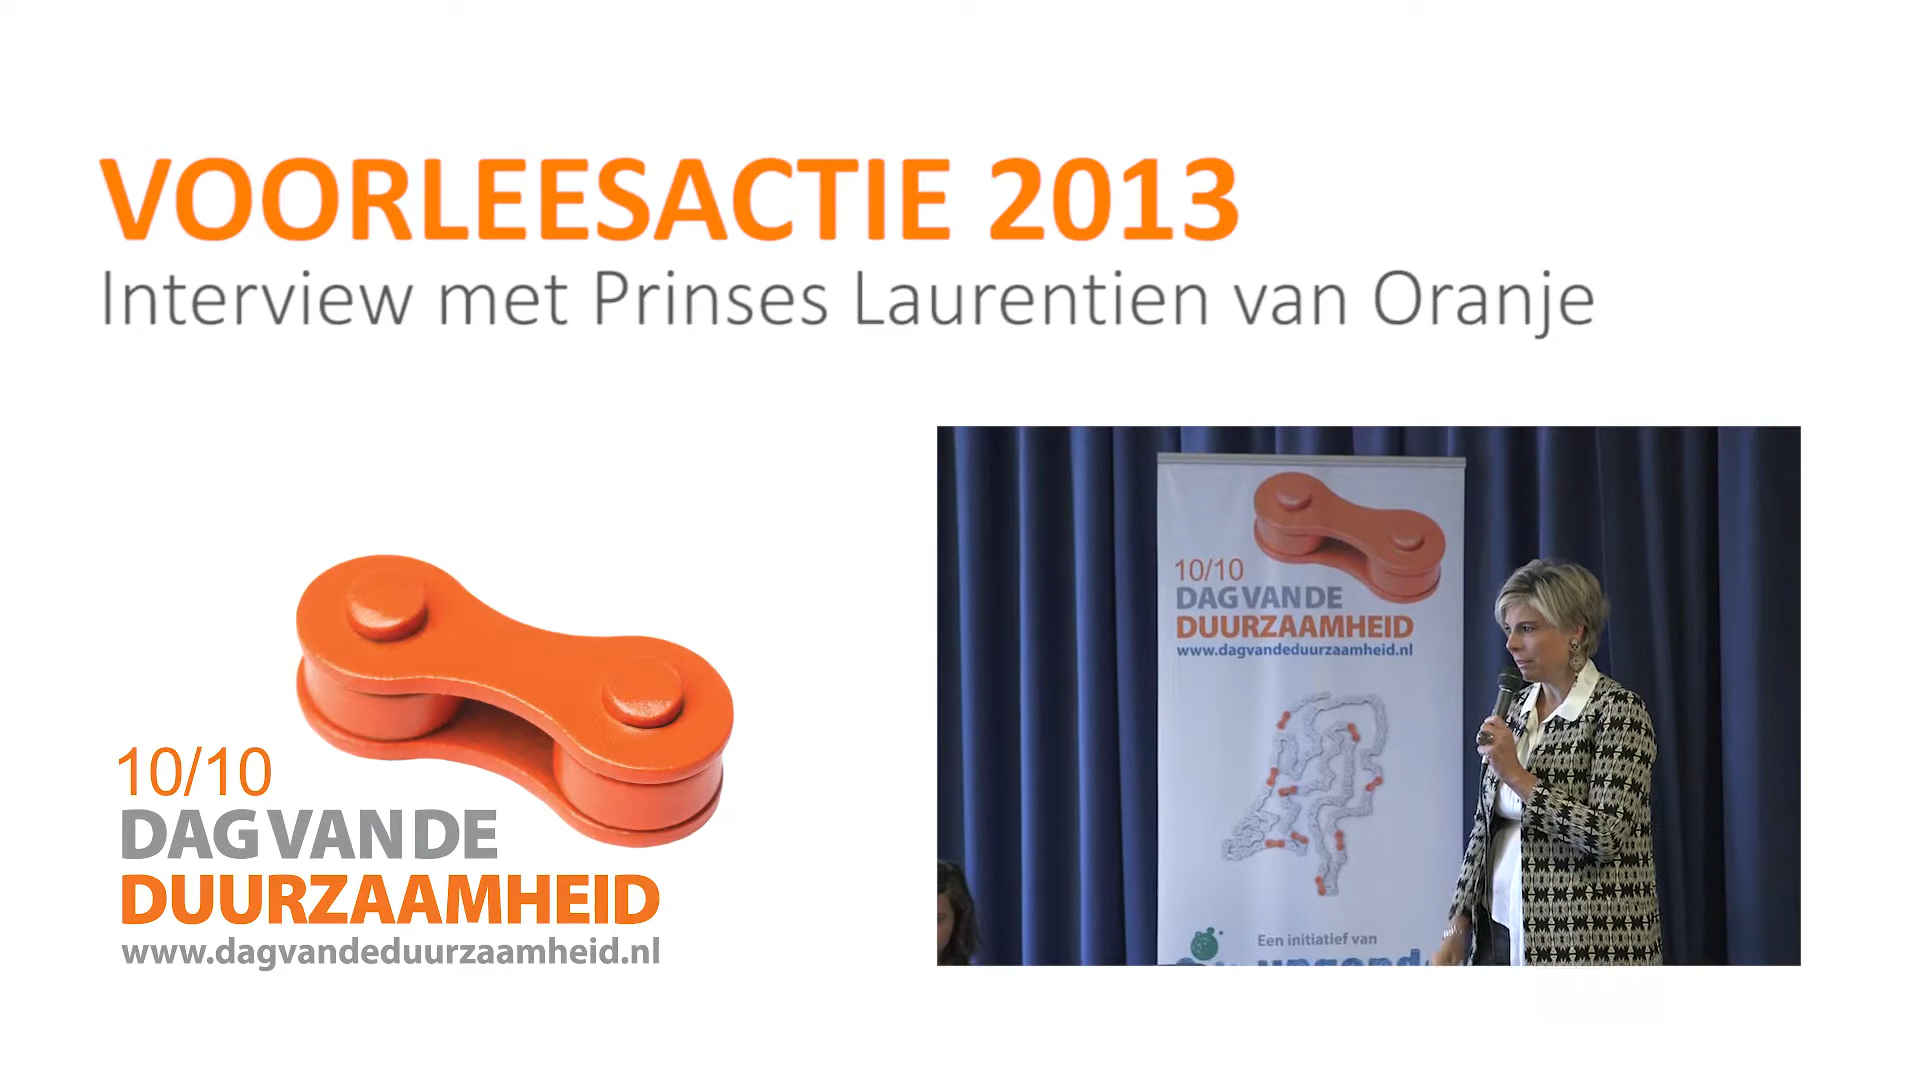 VOORLEESACTIE 2013
Interview met Prinses Laurentien van Oranje
10/10
DAG VAN DE
DUURZAAMHEID
www.dagvandeduurzaamheid.nl
10/10
DAG VAN DE
DUURZAAMHEID
www.dagvandeduurzaamheid.nl
Een initiatief van